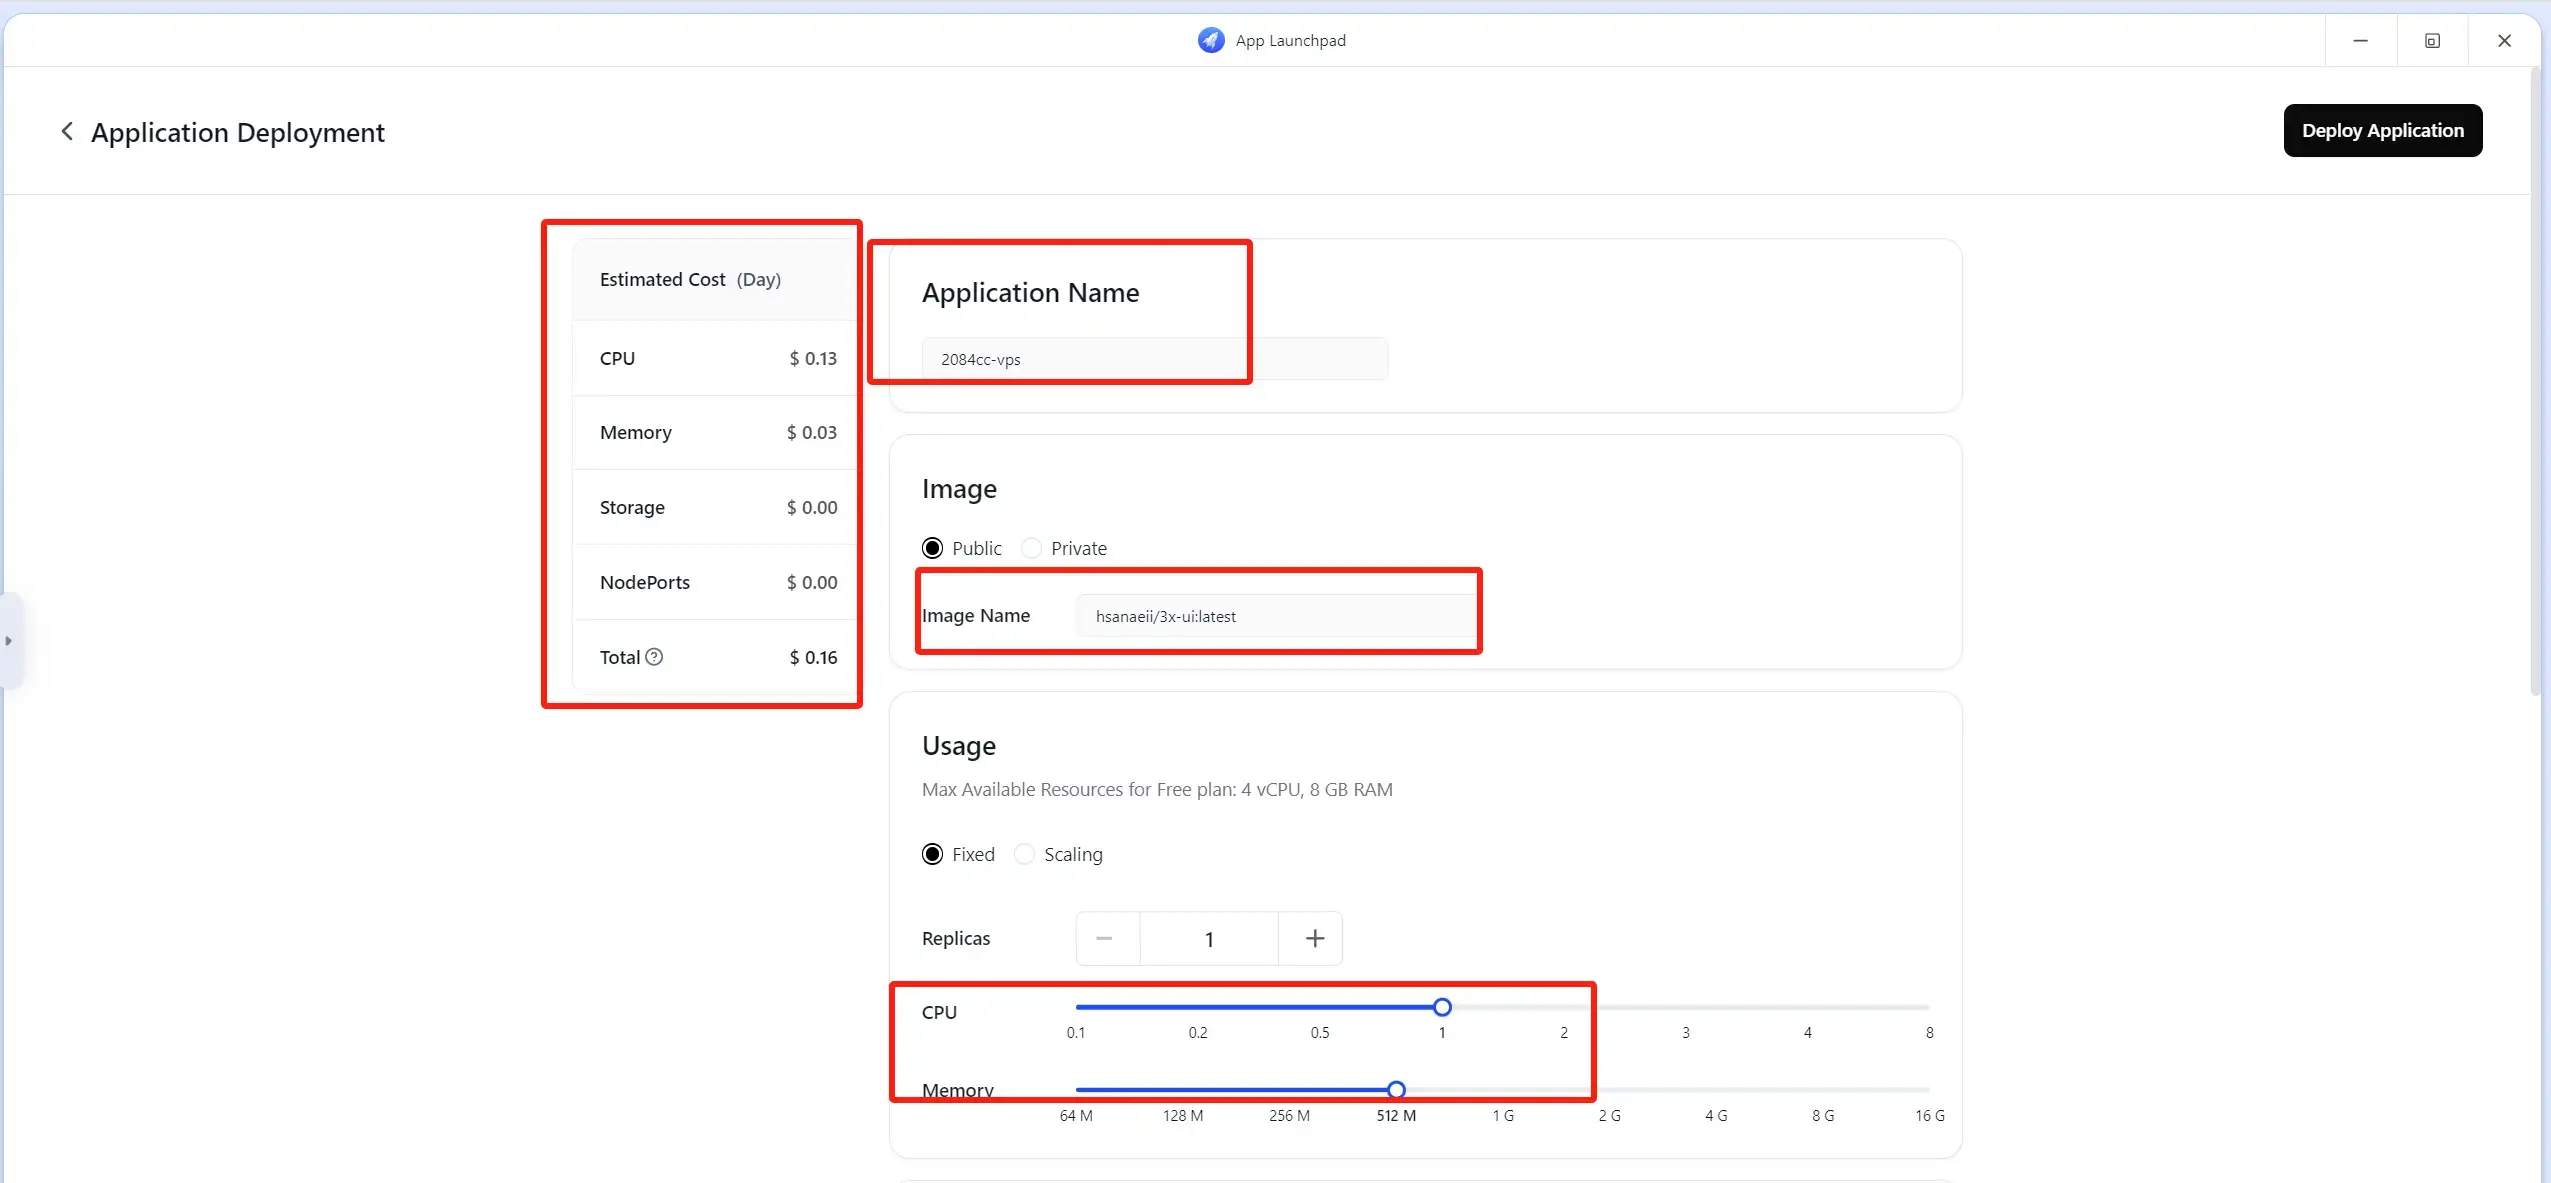 App Launchpad
Application Deployment
Deploy Application
Estimated Cost (Day)
CPU $ 0.13
Memory $ 0.03
Storage $ 0.00
NodePorts $ 0.00
Total $ 0.16
Application Name
2084cc-vps
Image
Public Private
Image Name hsanaeii/3x-ui:latest
Usage
Max Available Resources for Free plan: 4 vCPU, 8 GB RAM
Fixed Scaling
Replicas 1
CPU
0.1 0.2 0.5 1 2 3 4 8
Memory
64 M 128 M 256 M 512 M 1 G 2 G 4 G 8 G 16 G